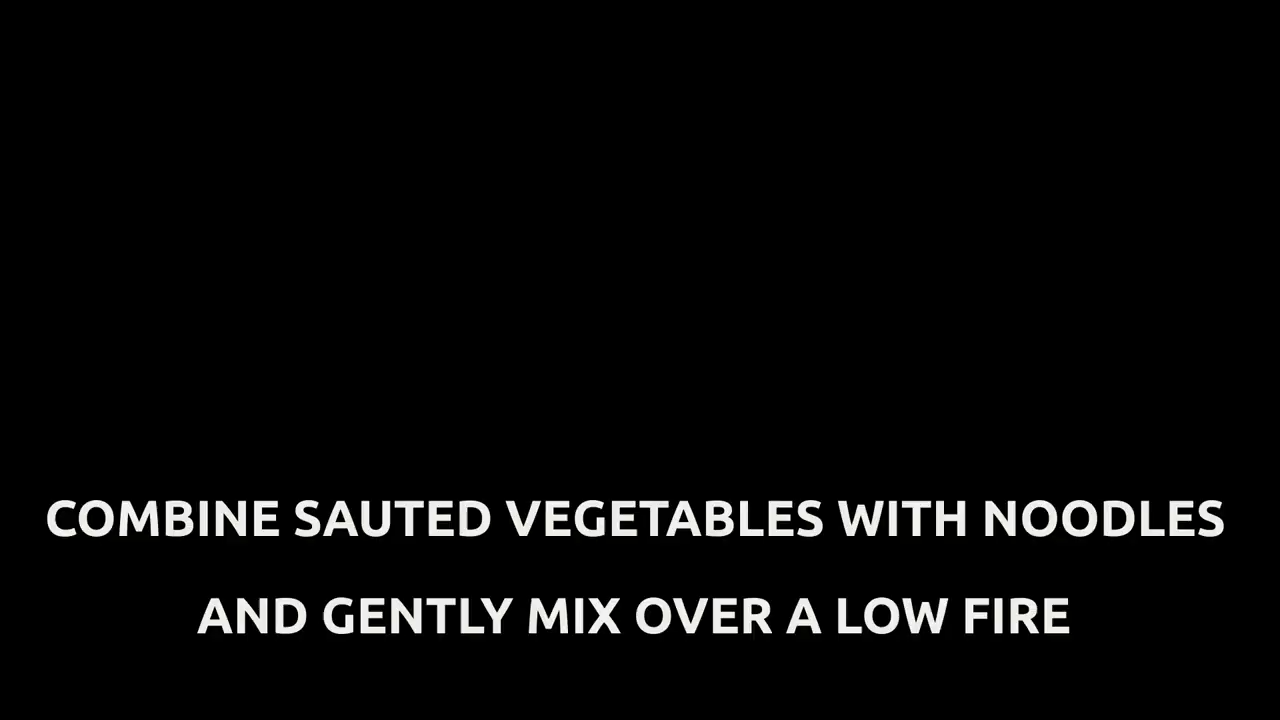 COMBINE SAUTED VEGETABLES WITH NOODLES
AND GENTLY MIX OVER A LOW FIRE